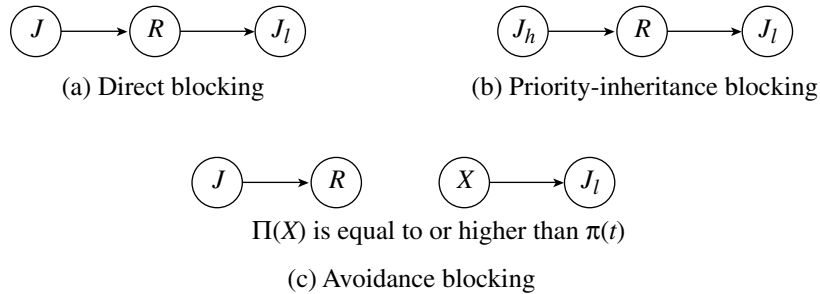 J R J_l
(a) Direct blocking
J_h R J_l
(b) Priority-inheritance blocking
J R X J_l
Π(X) is equal to or higher than π(t)
(c) Avoidance blocking